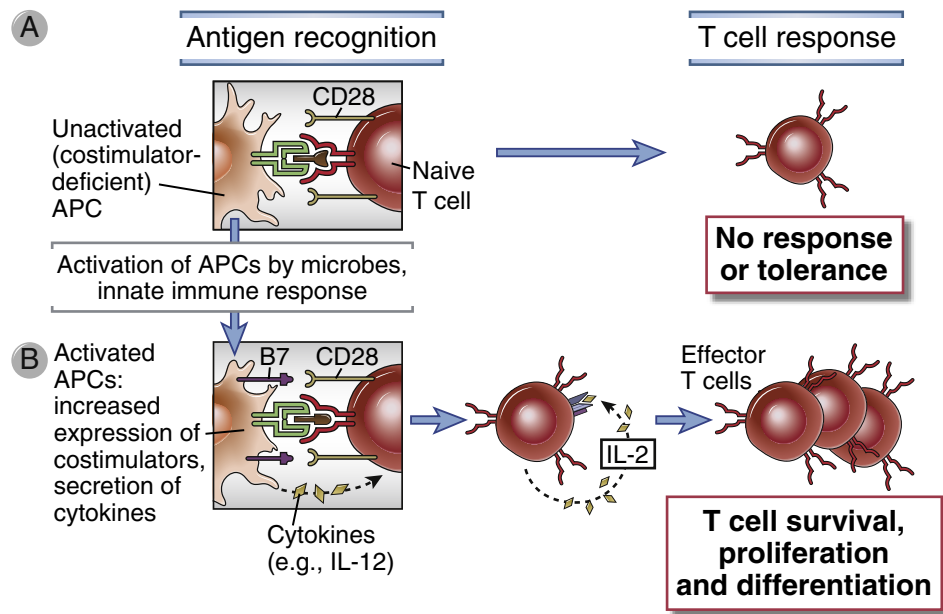 A
Antigen recognition
T cell response
CD28
Unactivated
(costimulator-
deficient)
APC
Naive
T cell
No response
or tolerance
Activation of APCs by microbes,
innate immune response
B
Activated
APCs:
increased
expression of
costimulators,
secretion of
cytokines
B7
CD28
Cytokines
(e.g., IL-12)
IL-2
Effector
T cells
T cell survival,
proliferation
and differentiation